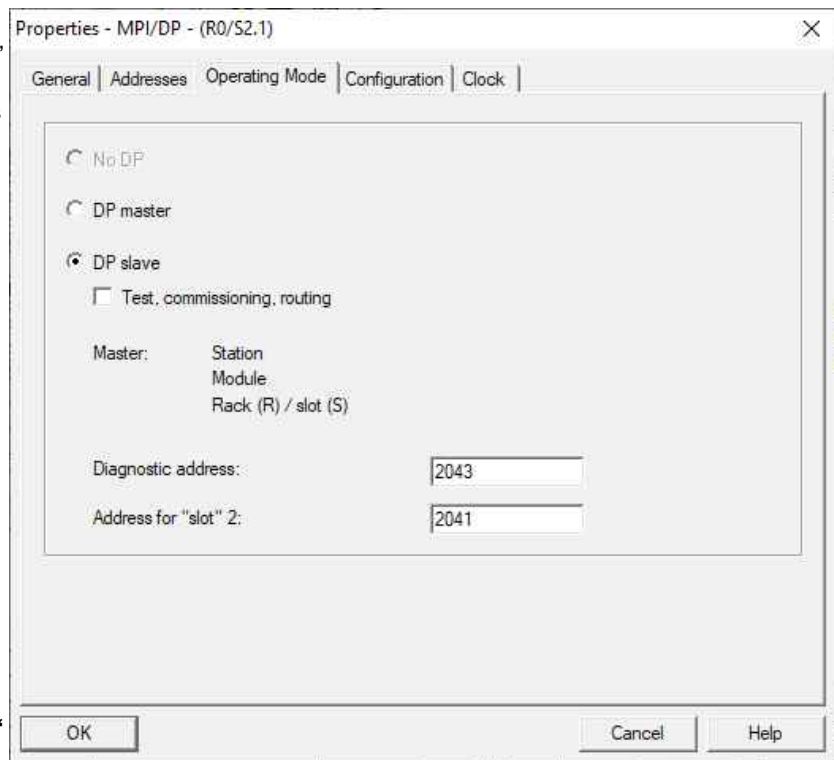 Properties - MPI/DP - (R0/S2.1)
General Addresses Operating Mode Configuration Clock
No DP
DP master
DP slave
Test, commissioning, routing
Master: Station
Module
Rack (R) / slot (S)
Diagnostic address: 2043
Address for "slot" 2: 2041
OK Cancel Help